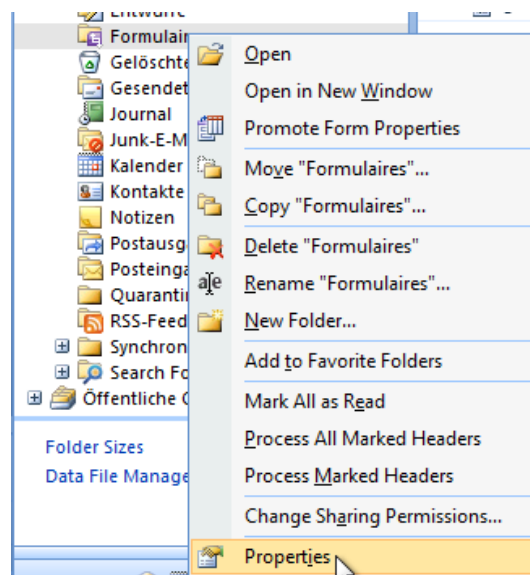 Entwürfe
Formulair
Gelöschte
Gesendet
Journal
Junk-E-M
Kalender
Kontakte
Notizen
Postausg
Posteinga
Quarantin
RSS-Feed
Synchron
Search Fo
Öffentliche
Folder Sizes
Data File Manage
Open
Open in New Window
Promote Form Properties
Move "Formulaires"...
Copy "Formulaires"...
Delete "Formulaires"
Rename "Formulaires"...
New Folder...
Add to Favorite Folders
Mark All as Read
Process All Marked Headers
Process Marked Headers
Change Sharing Permissions...
Properties